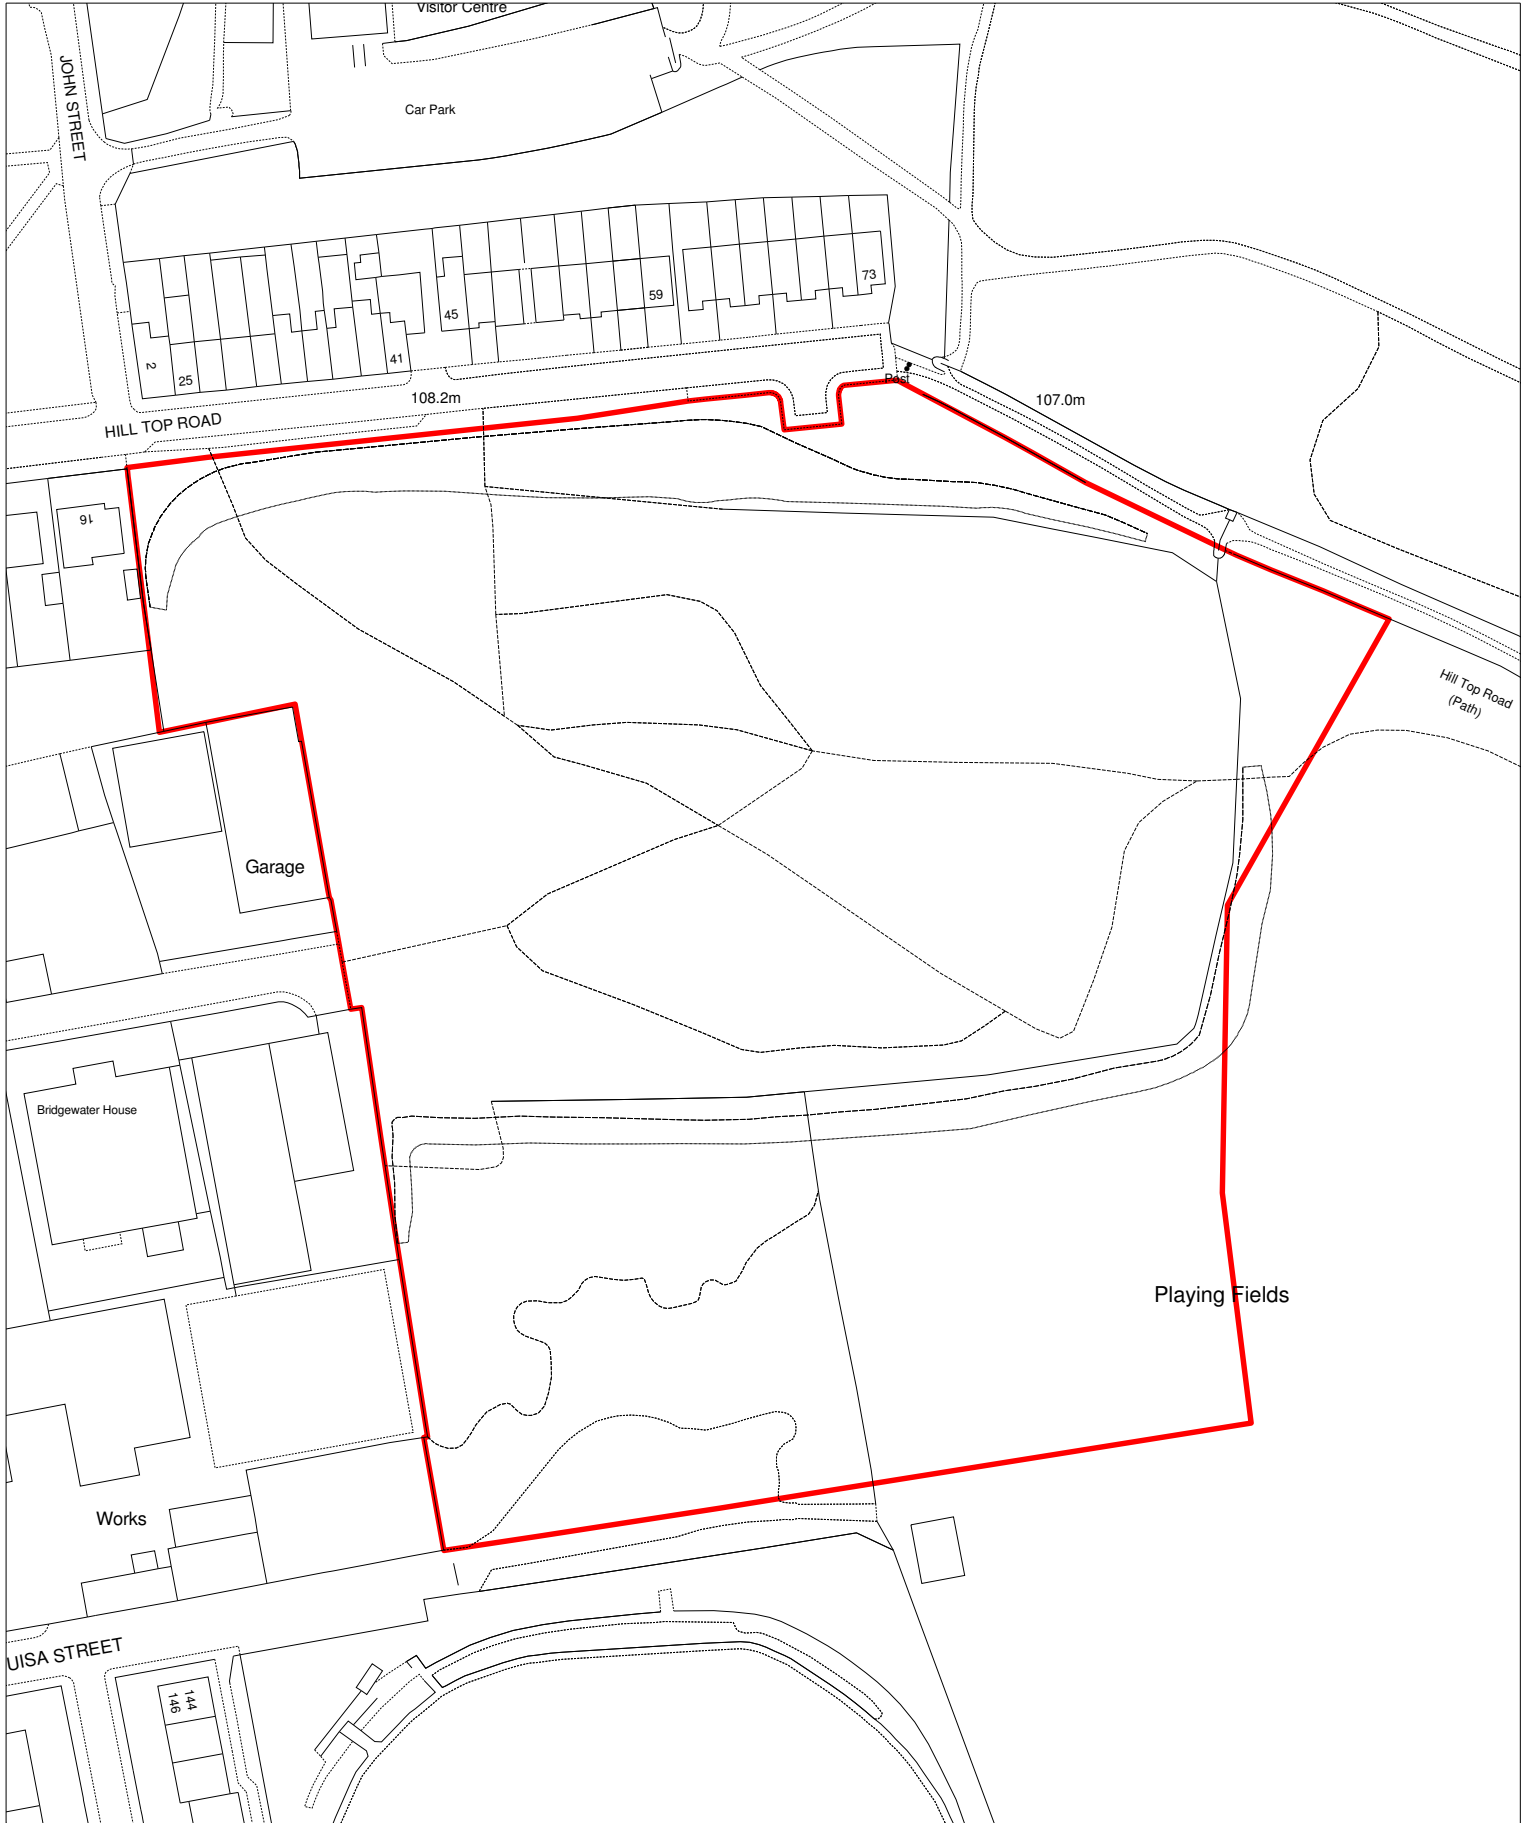 Visitor Centre
JOHN STREET
Car Park
73
59
45
41
2
25
Post
108.2m
107.0m
HILL TOP ROAD
16
Hill Top Road
(Path)
Garage
Bridgewater House
Playing Fields
Works
UISA STREET
144
146